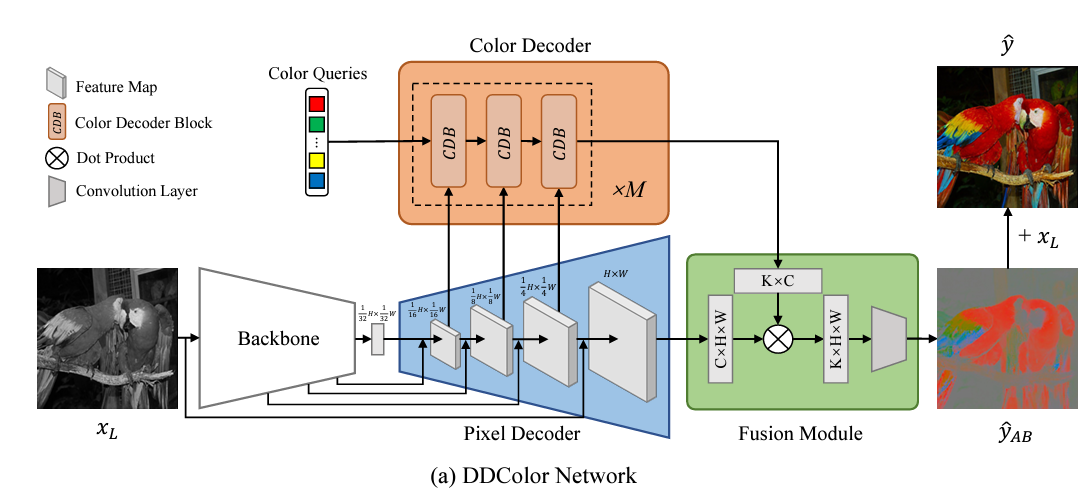 Color Decoder
ŷ
Color Queries
Feature Map
CDB
Color Decoder Block
Dot Product
Convolution Layer
...
CDB
CDB
CDB
×M
+ x_L
1/32 H×1/32 W
1/16 H×1/16 W
1/8 H×1/8 W
1/4 H×1/4 W
H×W
K×C
Backbone
C×H×W
K×H×W
x_L
Pixel Decoder
Fusion Module
ŷ_AB
(a) DDColor Network